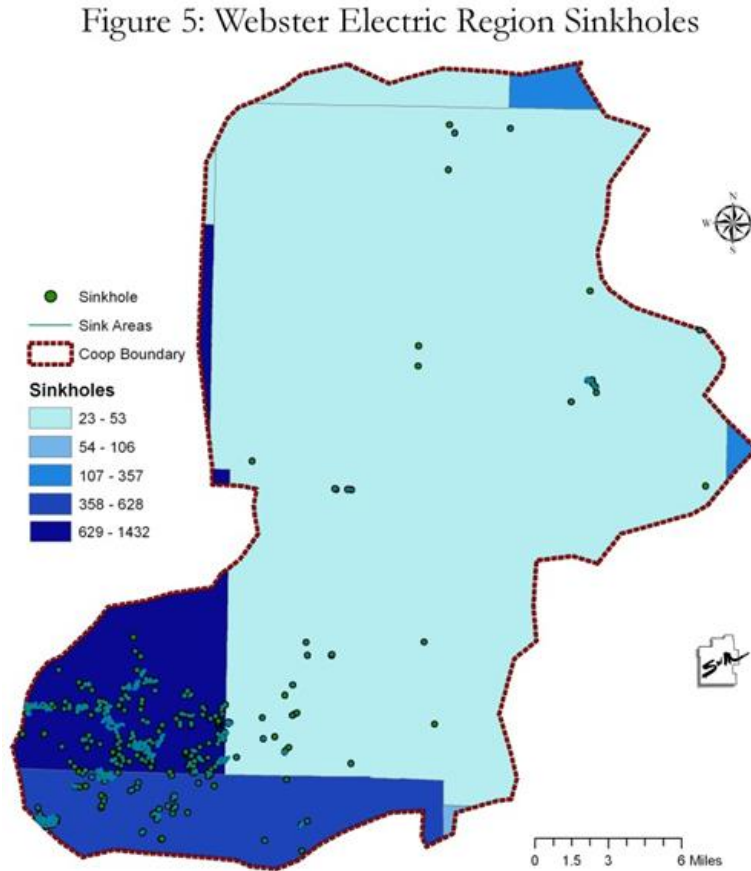 Figure 5: Webster Electric Region Sinkholes
N
W
S
Sinkhole
Sink Areas
Coop Boundary
Sinkholes
23 - 53
54 - 106
107 - 357
358 - 628
629 - 1432
0 1.5 3 6 Miles